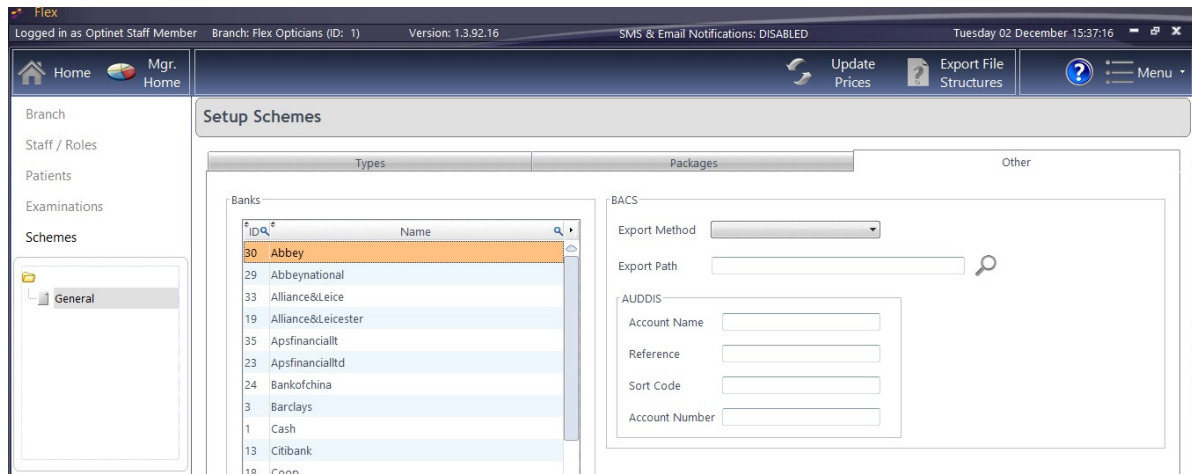 Flex
Logged in as Optinet Staff Member Branch: Flex Opticians (ID: 1) Version: 1.3.92.16 SMS & Email Notifications: DISABLED Tuesday 02 December 15:37:16
Home Mgr. Home Update Prices Export File Structures Menu
Branch
Staff / Roles
Patients
Examinations
Schemes
General
Setup Schemes
Types Packages Other
Banks
ID Name
30 Abbey
29 Abbeynational
33 Alliance&Leice
19 Alliance&Leicester
35 Apsfinanciallt
23 Apsfinancialltd
24 Bankofchina
3 Barclays
1 Cash
13 Citibank
18 Coop
BACS
Export Method
Export Path
AUDDIS
Account Name
Reference
Sort Code
Account Number